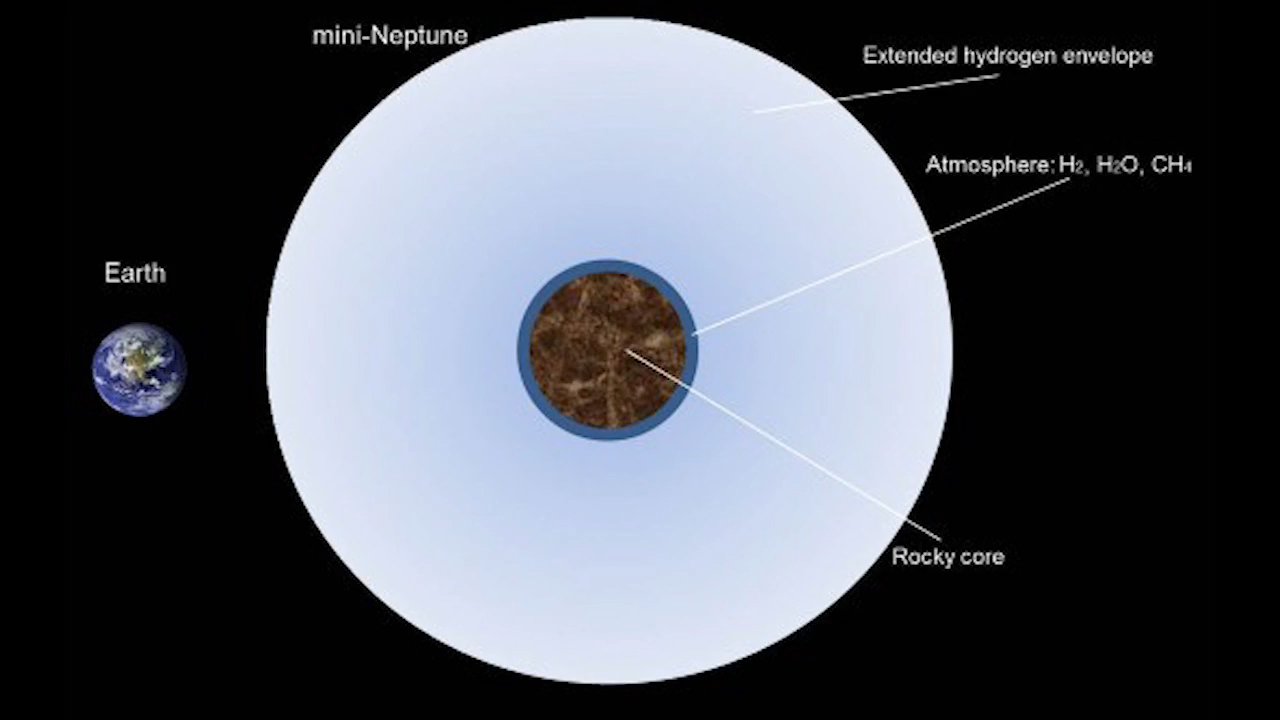 mini-Neptune
Extended hydrogen envelope
Atmosphere: H₂, H₂O, CH₄
Earth
Rocky core